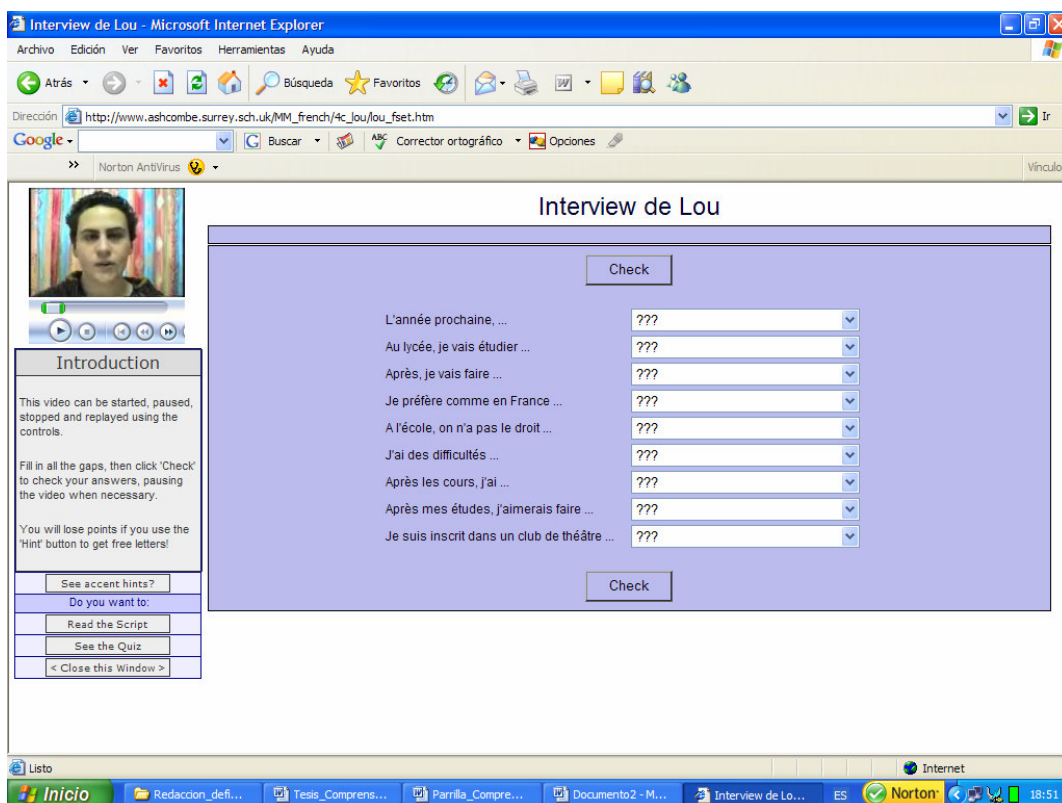 Interview de Lou - Microsoft Internet Explorer
Archivo Edición Ver Favoritos Herramientas Ayuda
Atrás Búsqueda Favoritos
Dirección http://www.ashcombe.surrey.sch.uk/MM_french/4c_lou/lou_fset.htm Ir
Google - G Buscar ABC Corrector ortográfico Opciones
>> Norton AntiVirus Vínculo
Interview de Lou
Check
L'année prochaine, ... ???
Au lycée, je vais étudier ... ???
Après, je vais faire ... ???
Je préfère comme en France ... ???
A l'école, on n'a pas le droit ... ???
J'ai des difficultés ... ???
Après les cours, j'ai ... ???
Après mes études, j'aimerais faire ... ???
Je suis inscrit dans un club de théâtre ... ???
Check
Introduction
This video can be started, paused,
stopped and replayed using the
controls.
Fill in all the gaps, then click 'Check'
to check your answers, pausing
the video when necessary.
You will lose points if you use the
'Hint' button to get free letters!
See accent hints?
Do you want to:
Read the Script
See the Quiz
< Close this Window >
Listo Internet
Inicio Redaccion_defi... Tesis_Comprens... Parrilla_Compre... Documento2 - M... Interview de Lo... ES Norton 18:51